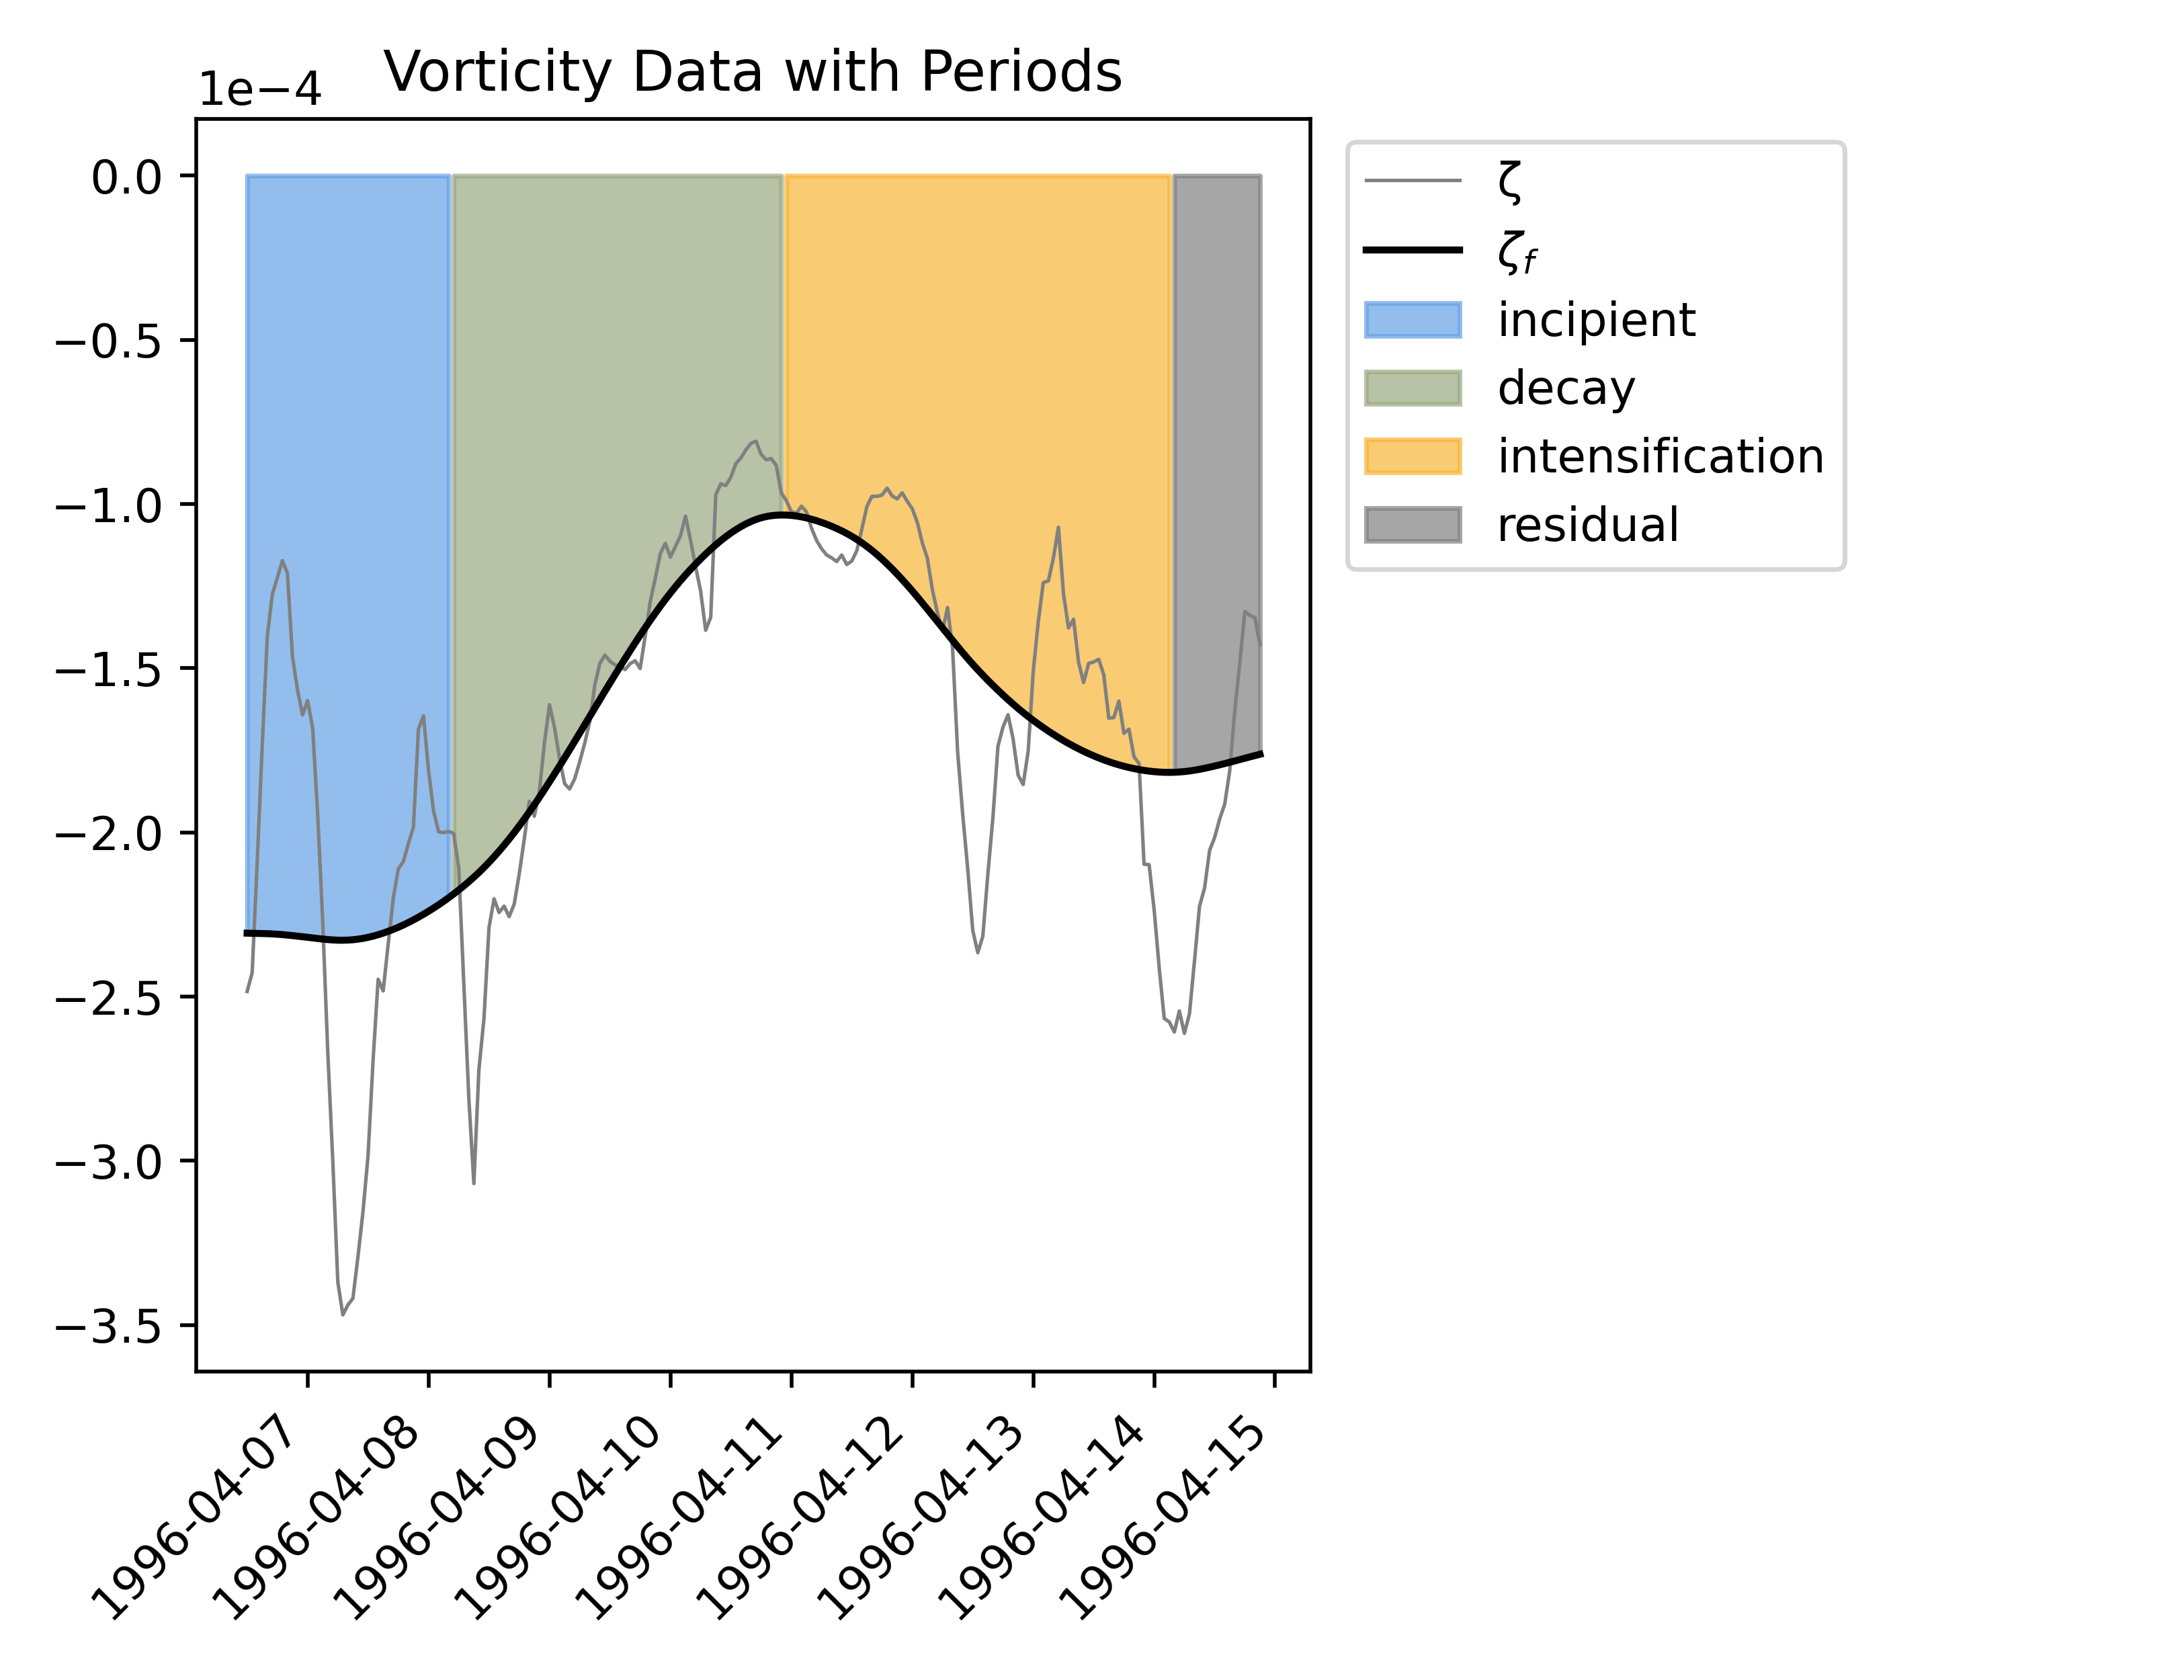 Vorticity Data with Periods
1e−4
0.0
−0.5
−1.0
−1.5
−2.0
−2.5
−3.0
−3.5
1996-04-07
1996-04-08
1996-04-09
1996-04-10
1996-04-11
1996-04-12
1996-04-13
1996-04-14
1996-04-15
ζ
ζf
incipient
decay
intensification
residual